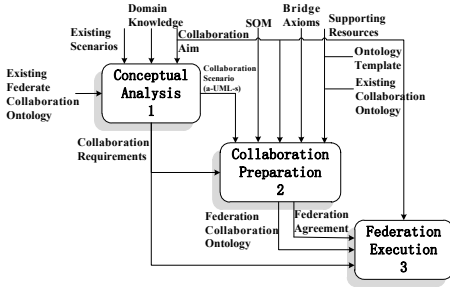 Domain
Knowledge
Existing
Scenarios
Collaboration
Aim
SOM
Bridge
Axioms
Supporting
Resources
Ontology
Template
Existing
Collaboration
Ontology
Existing
Federate
Collaboration
Ontology
Conceptual
Analysis
1
Collaboration
Scenario
(a-UML-s)
Collaboration
Requirements
Collaboration
Preparation
2
Federation
Collaboration
Ontology
Federation
Agreement
Federation
Execution
3